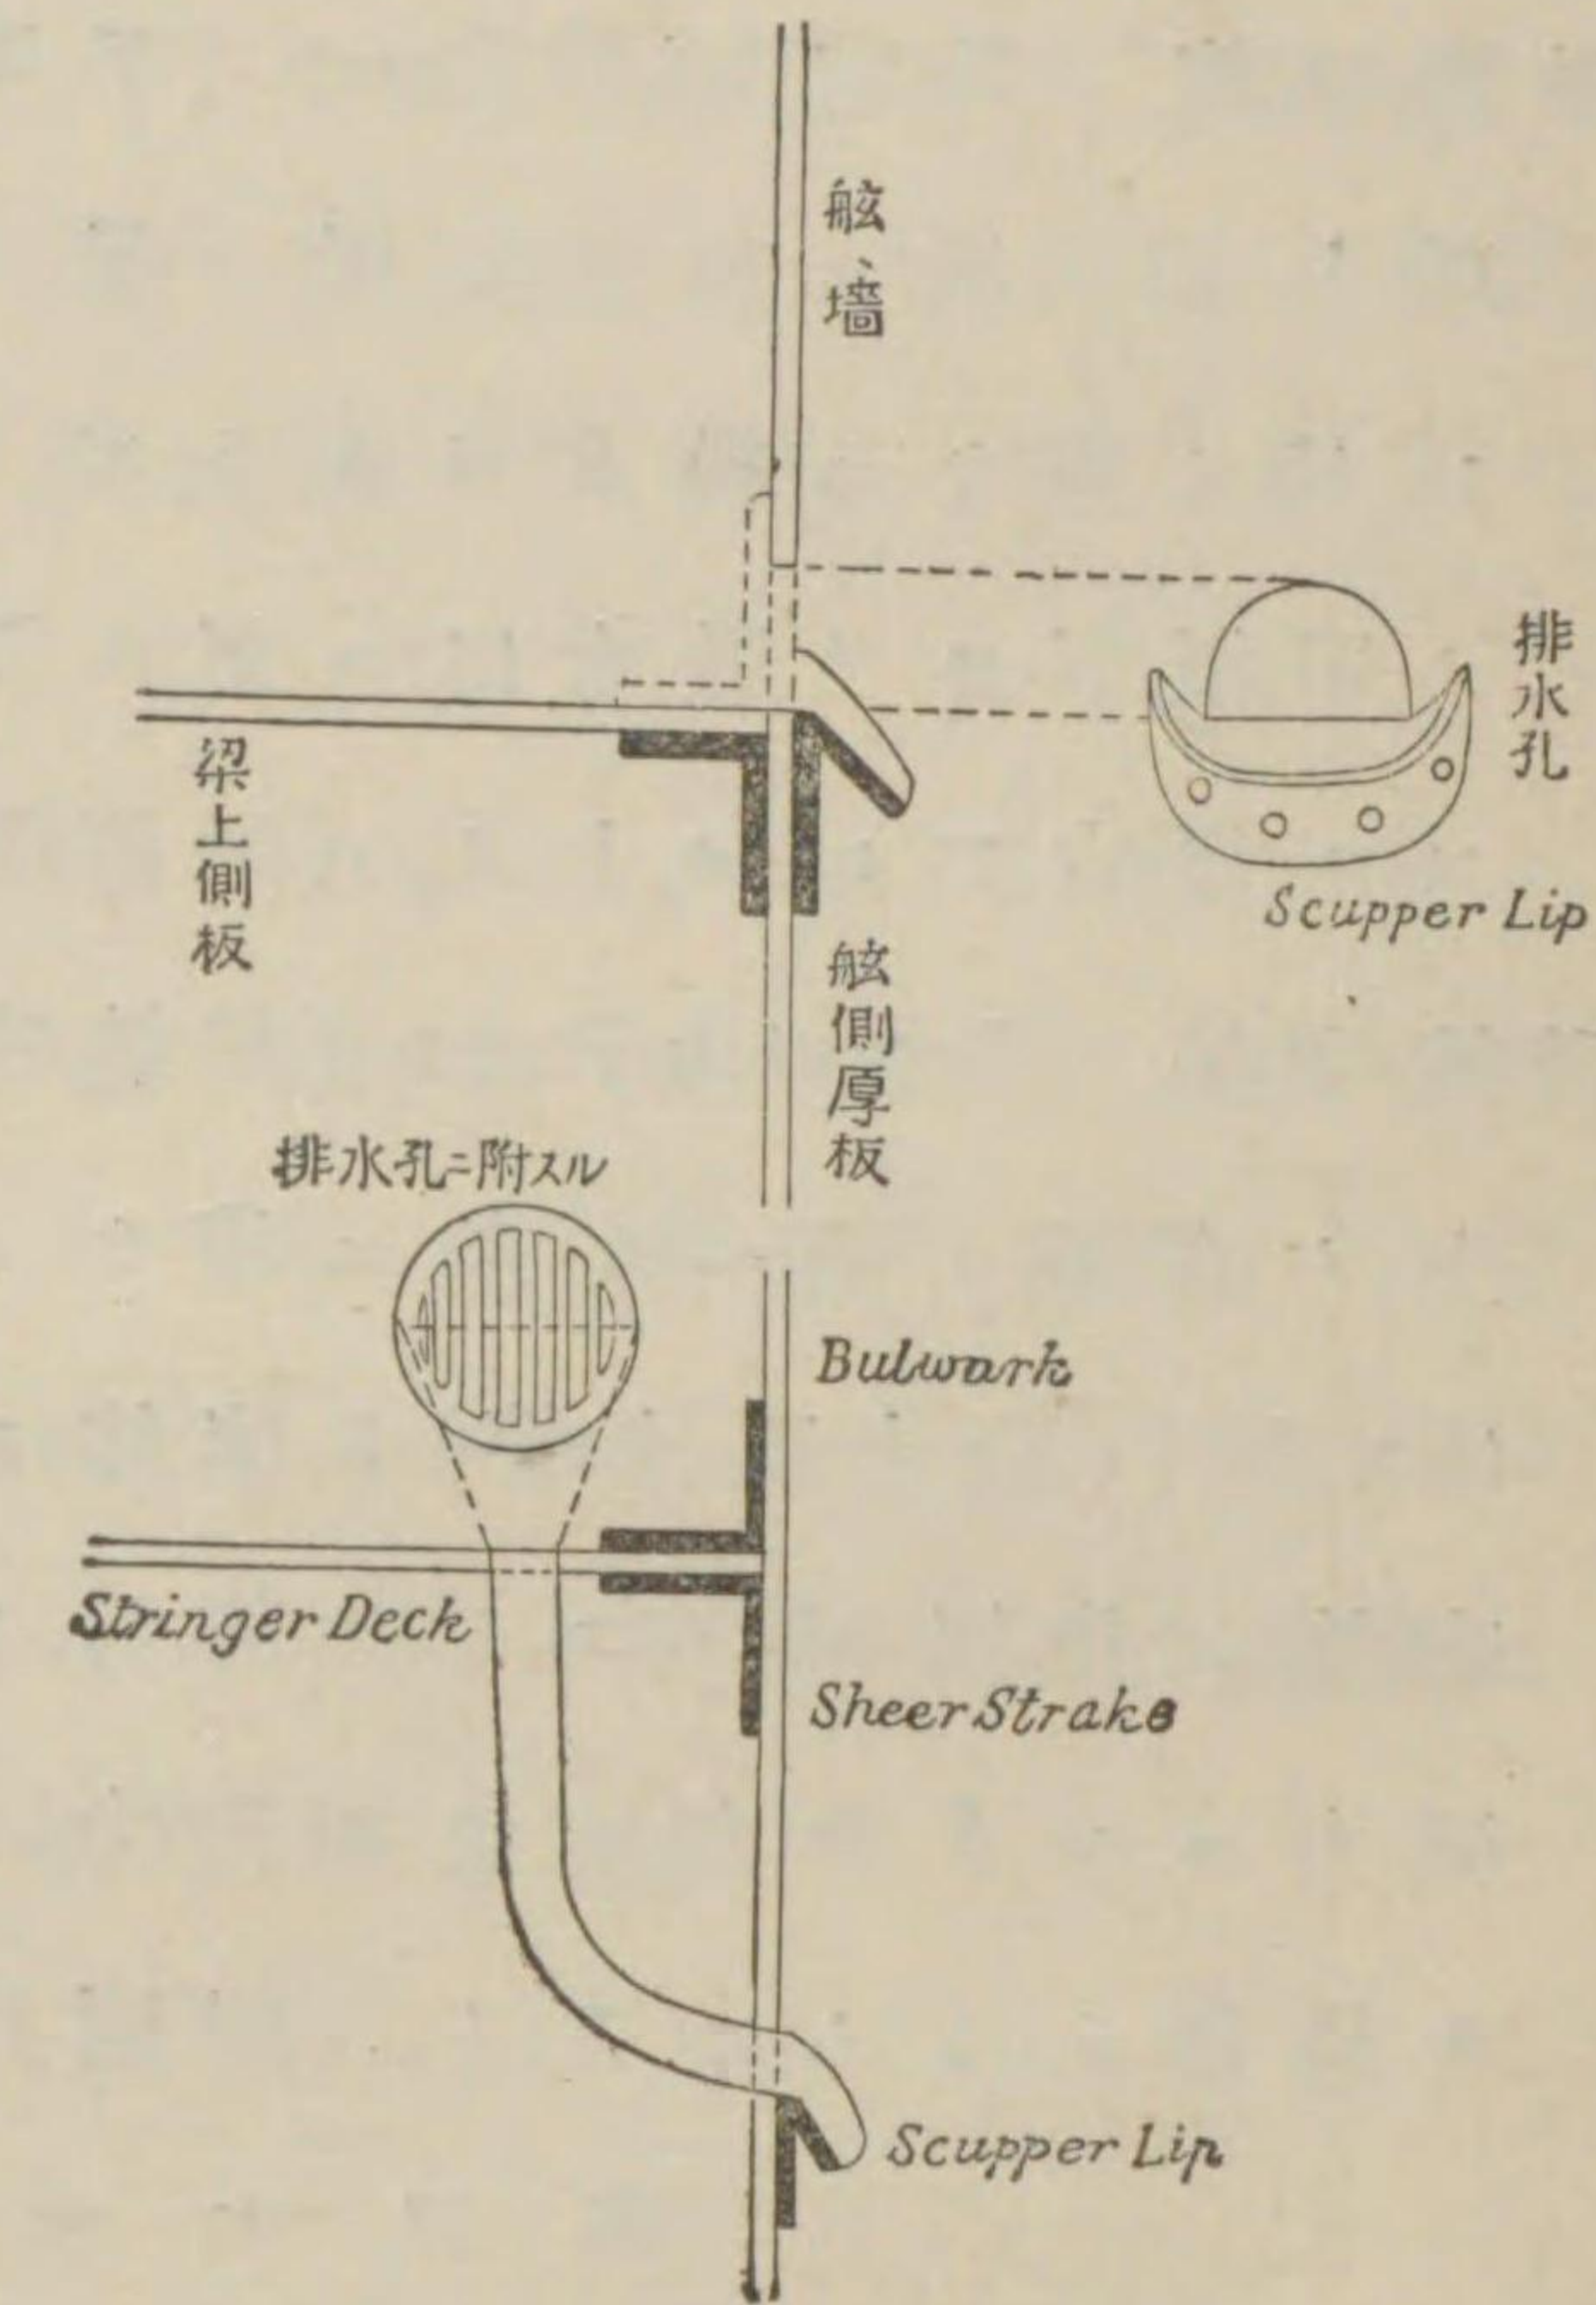 舷、墻
排水孔
梁上側板
Scupper Lip
舷側厚板
排水孔ニ附スル
Bulwark
Stringer Deck
Sheer Strake
Scupper Lip